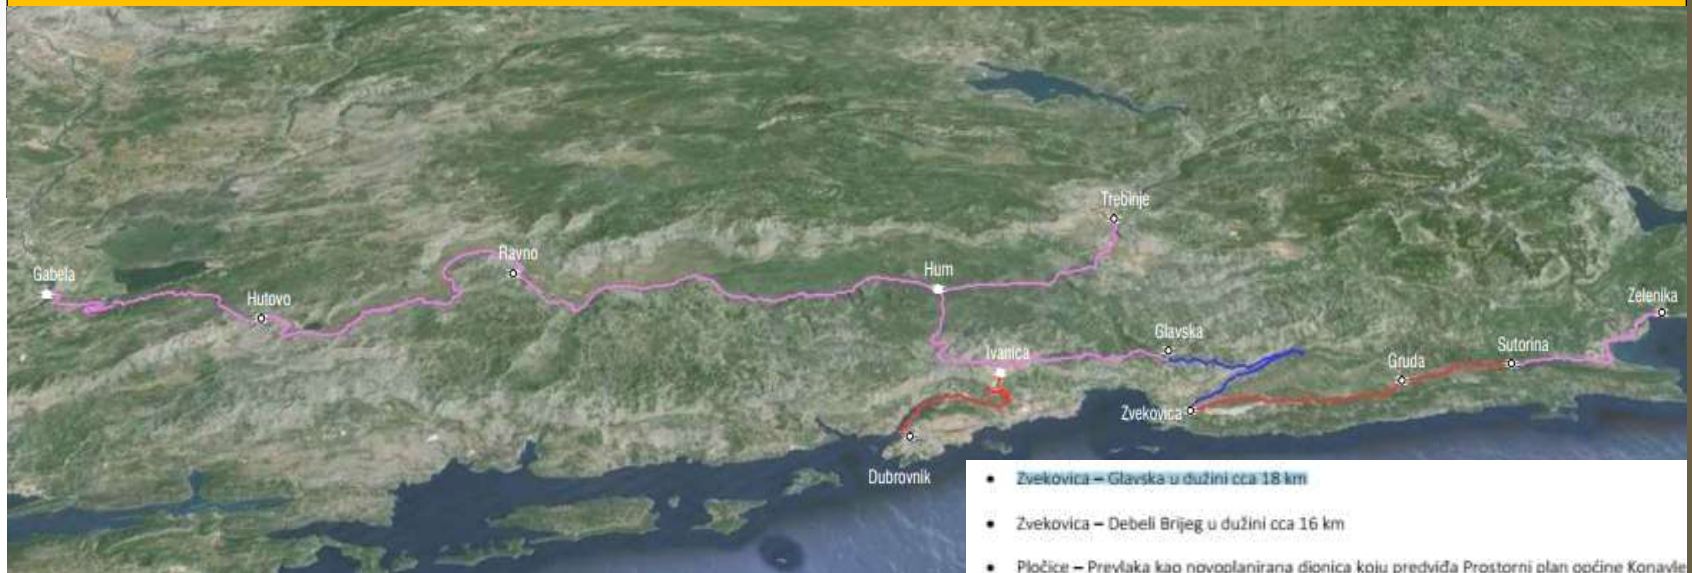 Trebinje
Ravno
Gabela
Hum
Hutovo
Zelenika
Glavska
Ivanica
Sutorina
Gruda
Zvekovica
Dubrovnik
• Zvekovica – Glavska u dužini cca 18 km
• Zvekovica – Debeli Brijeg u dužini cca 16 km
• Pločice – Prevlaka kao novoplanirana dionica koju predviđa Prostorni plan općine Konavle